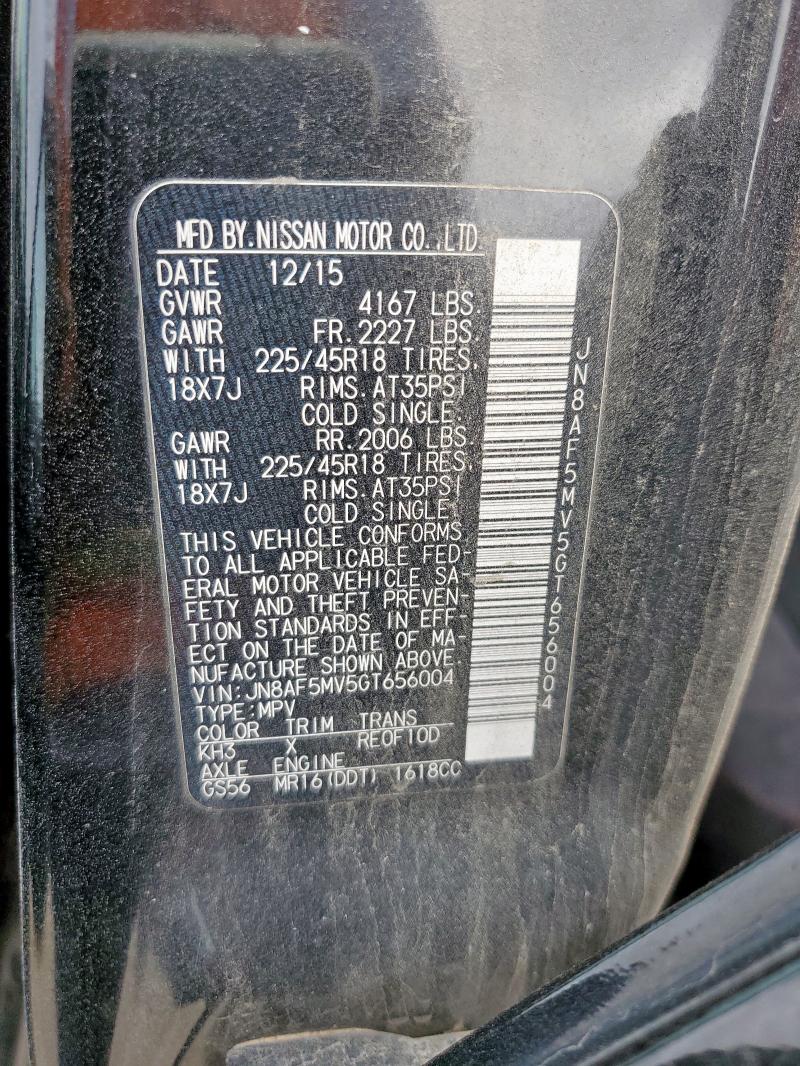 MFD BY.NISSAN MOTOR CO.,LTD.
DATE 12/15
GVWR 4167 LBS.
GAWR FR.2227 LBS.
WITH 225/45R18 TIRES.
18X7J RIMS.AT35PSI
COLD SINGLE.
GAWR RR.2006 LBS.
WITH 225/45R18 TIRES.
18X7J RIMS.AT35PSI
COLD SINGLE.
THIS VEHICLE CONFORMS
TO ALL APPLICABLE FED-
ERAL MOTOR VEHICLE SA-
FETY AND THEFT PREVEN-
TION STANDARDS IN EFF-
ECT ON THE DATE OF MA-
NUFACTURE SHOWN ABOVE.
VIN:JN8AF5MV5GT656004
TYPE:MPV
COLOR TRIM TRANS
KH3 X REOF10D
AXLE ENGINE
GS56 MR16(DDT) 1618CC
JN8AF5MV5GT656004